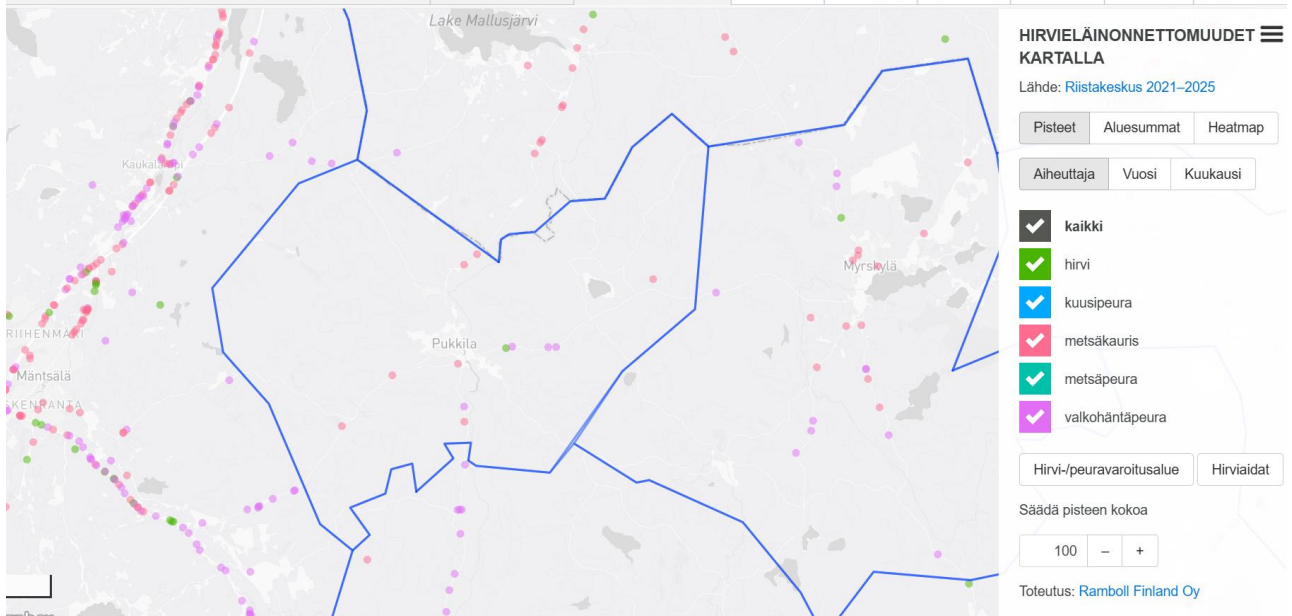 Lake Mallusjärvi
Kaukalampi
RIIHENMÄKI
Mäntsälä
Pukkila
Myrskylä
HIRVIELÄINONNETTOMUUDET
KARTALLA
Lähde: Riistakeskus 2021–2025
Pisteet Aluesummat Heatmap
Aiheuttaja Vuosi Kuukausi
kaikki
hirvi
kuusipeura
metsäkauris
metsäpeura
valkohäntäpeura
Hirvi-/peuravaroitusalue Hirviaidat
Säädä pisteen kokoa
100 – +
Toteutus: Ramboll Finland Oy